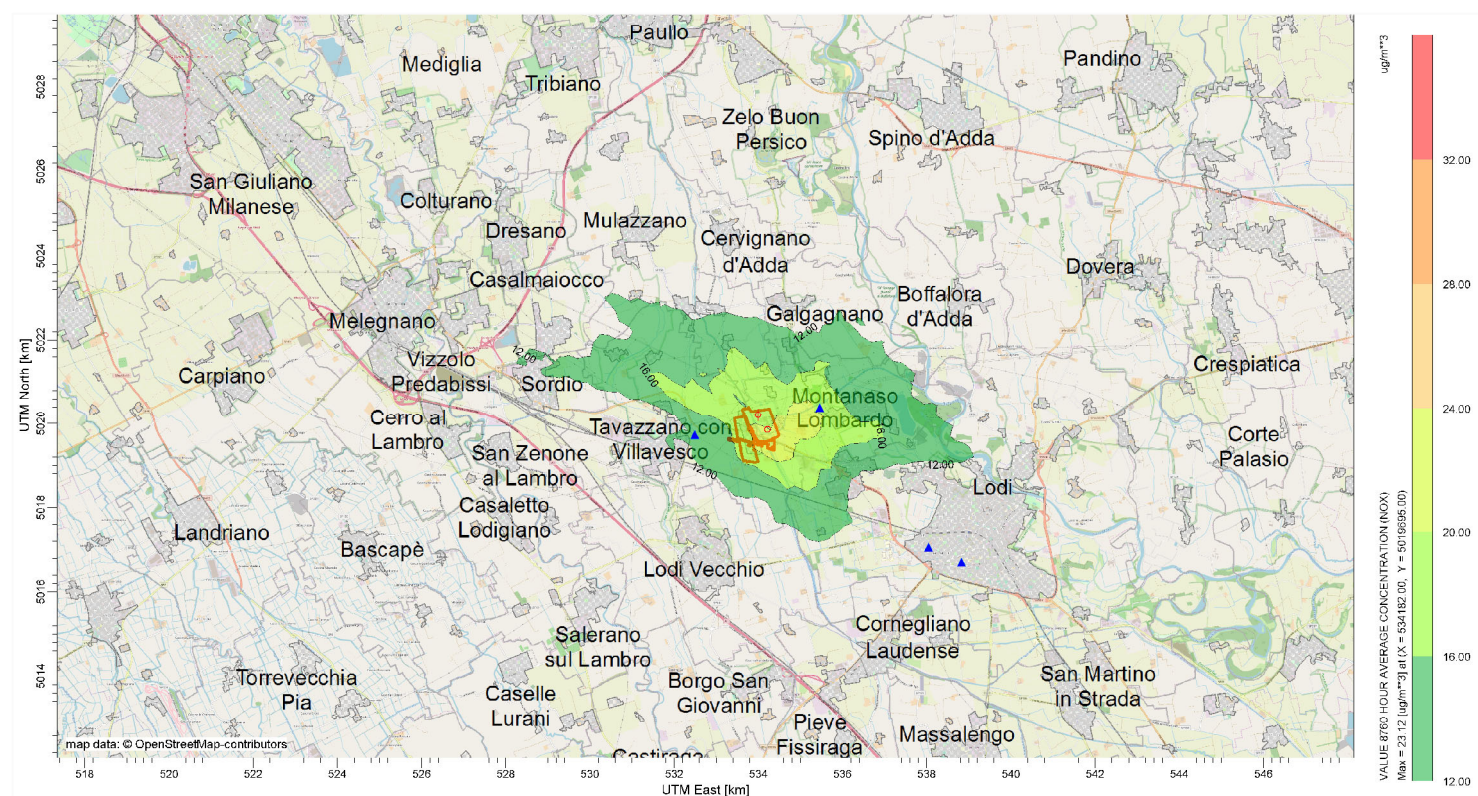 Paullo
Mediglia
Pandino
Tribiano
Zelo Buon
Persico
Spino d'Adda
San Giuliano
Milanese
Colturano
Mulazzano
Dresano
Cervignano
d'Adda
Dovera
Casalmaiocco
Boffalora
d'Adda
Galgagnano
Melegnano
12.00
12.00
Vizzolo
Predabissi
Crespiatica
Carpiano
16.00
Sordio
Montanaso
Lombardo
Cerro al
Lambro
Tavazzano con
Villavesco
16.00
Corte
Palasio
San Zenone
al Lambro
12.00
12.00
Lodi
Casaletto
Lodigiano
Landriano
Bascapè
Lodi Vecchio
Cornegliano
Laudense
Salerano
sul Lambro
Torrevecchia
Pia
Caselle
Lurani
Borgo San
Giovanni
San Martino
in Strada
Pieve
Fissiraga
Massalengo
Castiraga
map data: © OpenStreetMap-contributors
UTM North [km]
5028
5026
5024
5022
5020
5018
5016
5014
518 520 522 524 526 528 530 532 534 536 538 540 542 544 546
UTM East [km]
ug/m**3
32.00
28.00
24.00
20.00
16.00
12.00
VALUE 8760 HOUR AVERAGE CONCENTRATION (NOX)
Max = 23.12 [ug/m**3] at (X = 534182.00, Y = 5019695.00)